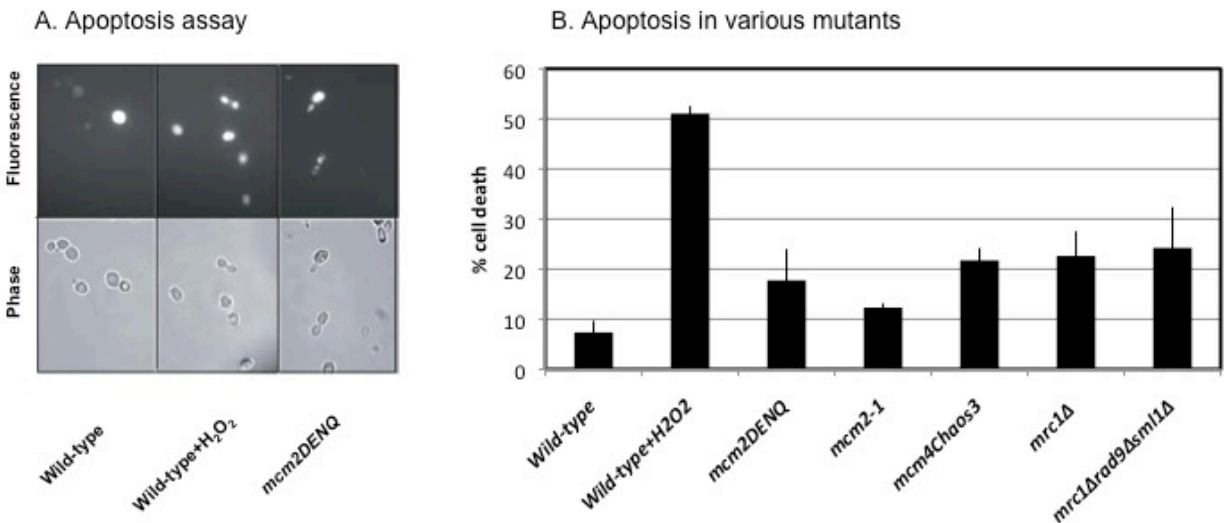 A. Apoptosis assay
Fluorescence
Phase
Wild-type
Wild-type+H₂O₂
mcm2DENQ
B. Apoptosis in various mutants
% cell death
60
50
40
30
20
10
0
Wild-type
Wild-type+H2O2
mcm2DENQ
mcm2-1
mcm4Chaos3
mrc1Δ
mrc1Δrad9Δsml1Δ